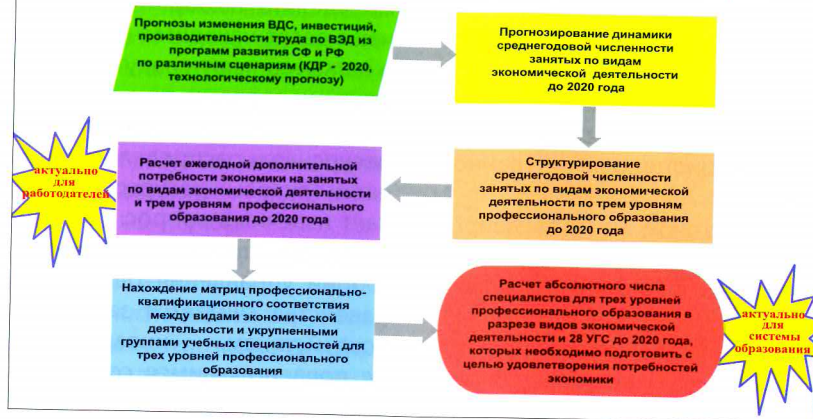 Прогнозы изменения ВДС, инвестиций,
производительности труда по ВЭД из
программ развития СФ и РФ
по различным сценариям (КДР - 2020,
технологическому прогнозу)
Прогнозирование динамики
среднегодовой численности
занятых по видам
экономической деятельности
до 2020 года
Структурирование
среднегодовой численности
занятых по видам экономической
деятельности по трем уровням
профессионального образования
до 2020 года
Расчет ежегодной дополнительной
потребности экономики на занятых
по видам экономической деятельности
и трем уровням профессионального
образования до 2020 года
актуально
для
работодателей
Нахождение матриц профессионально-
квалификационного соответствия
между видами экономической
деятельности и укрупненными
группами учебных специальностей для
трех уровней профессионального
образования
Расчет абсолютного числа
специалистов для трех уровней
профессионального образования в
разрезе видов экономической
деятельности и 28 УГС до 2020 года,
которых необходимо подготовить с
целью удовлетворения потребностей
экономики
актуально
для
системы
образования